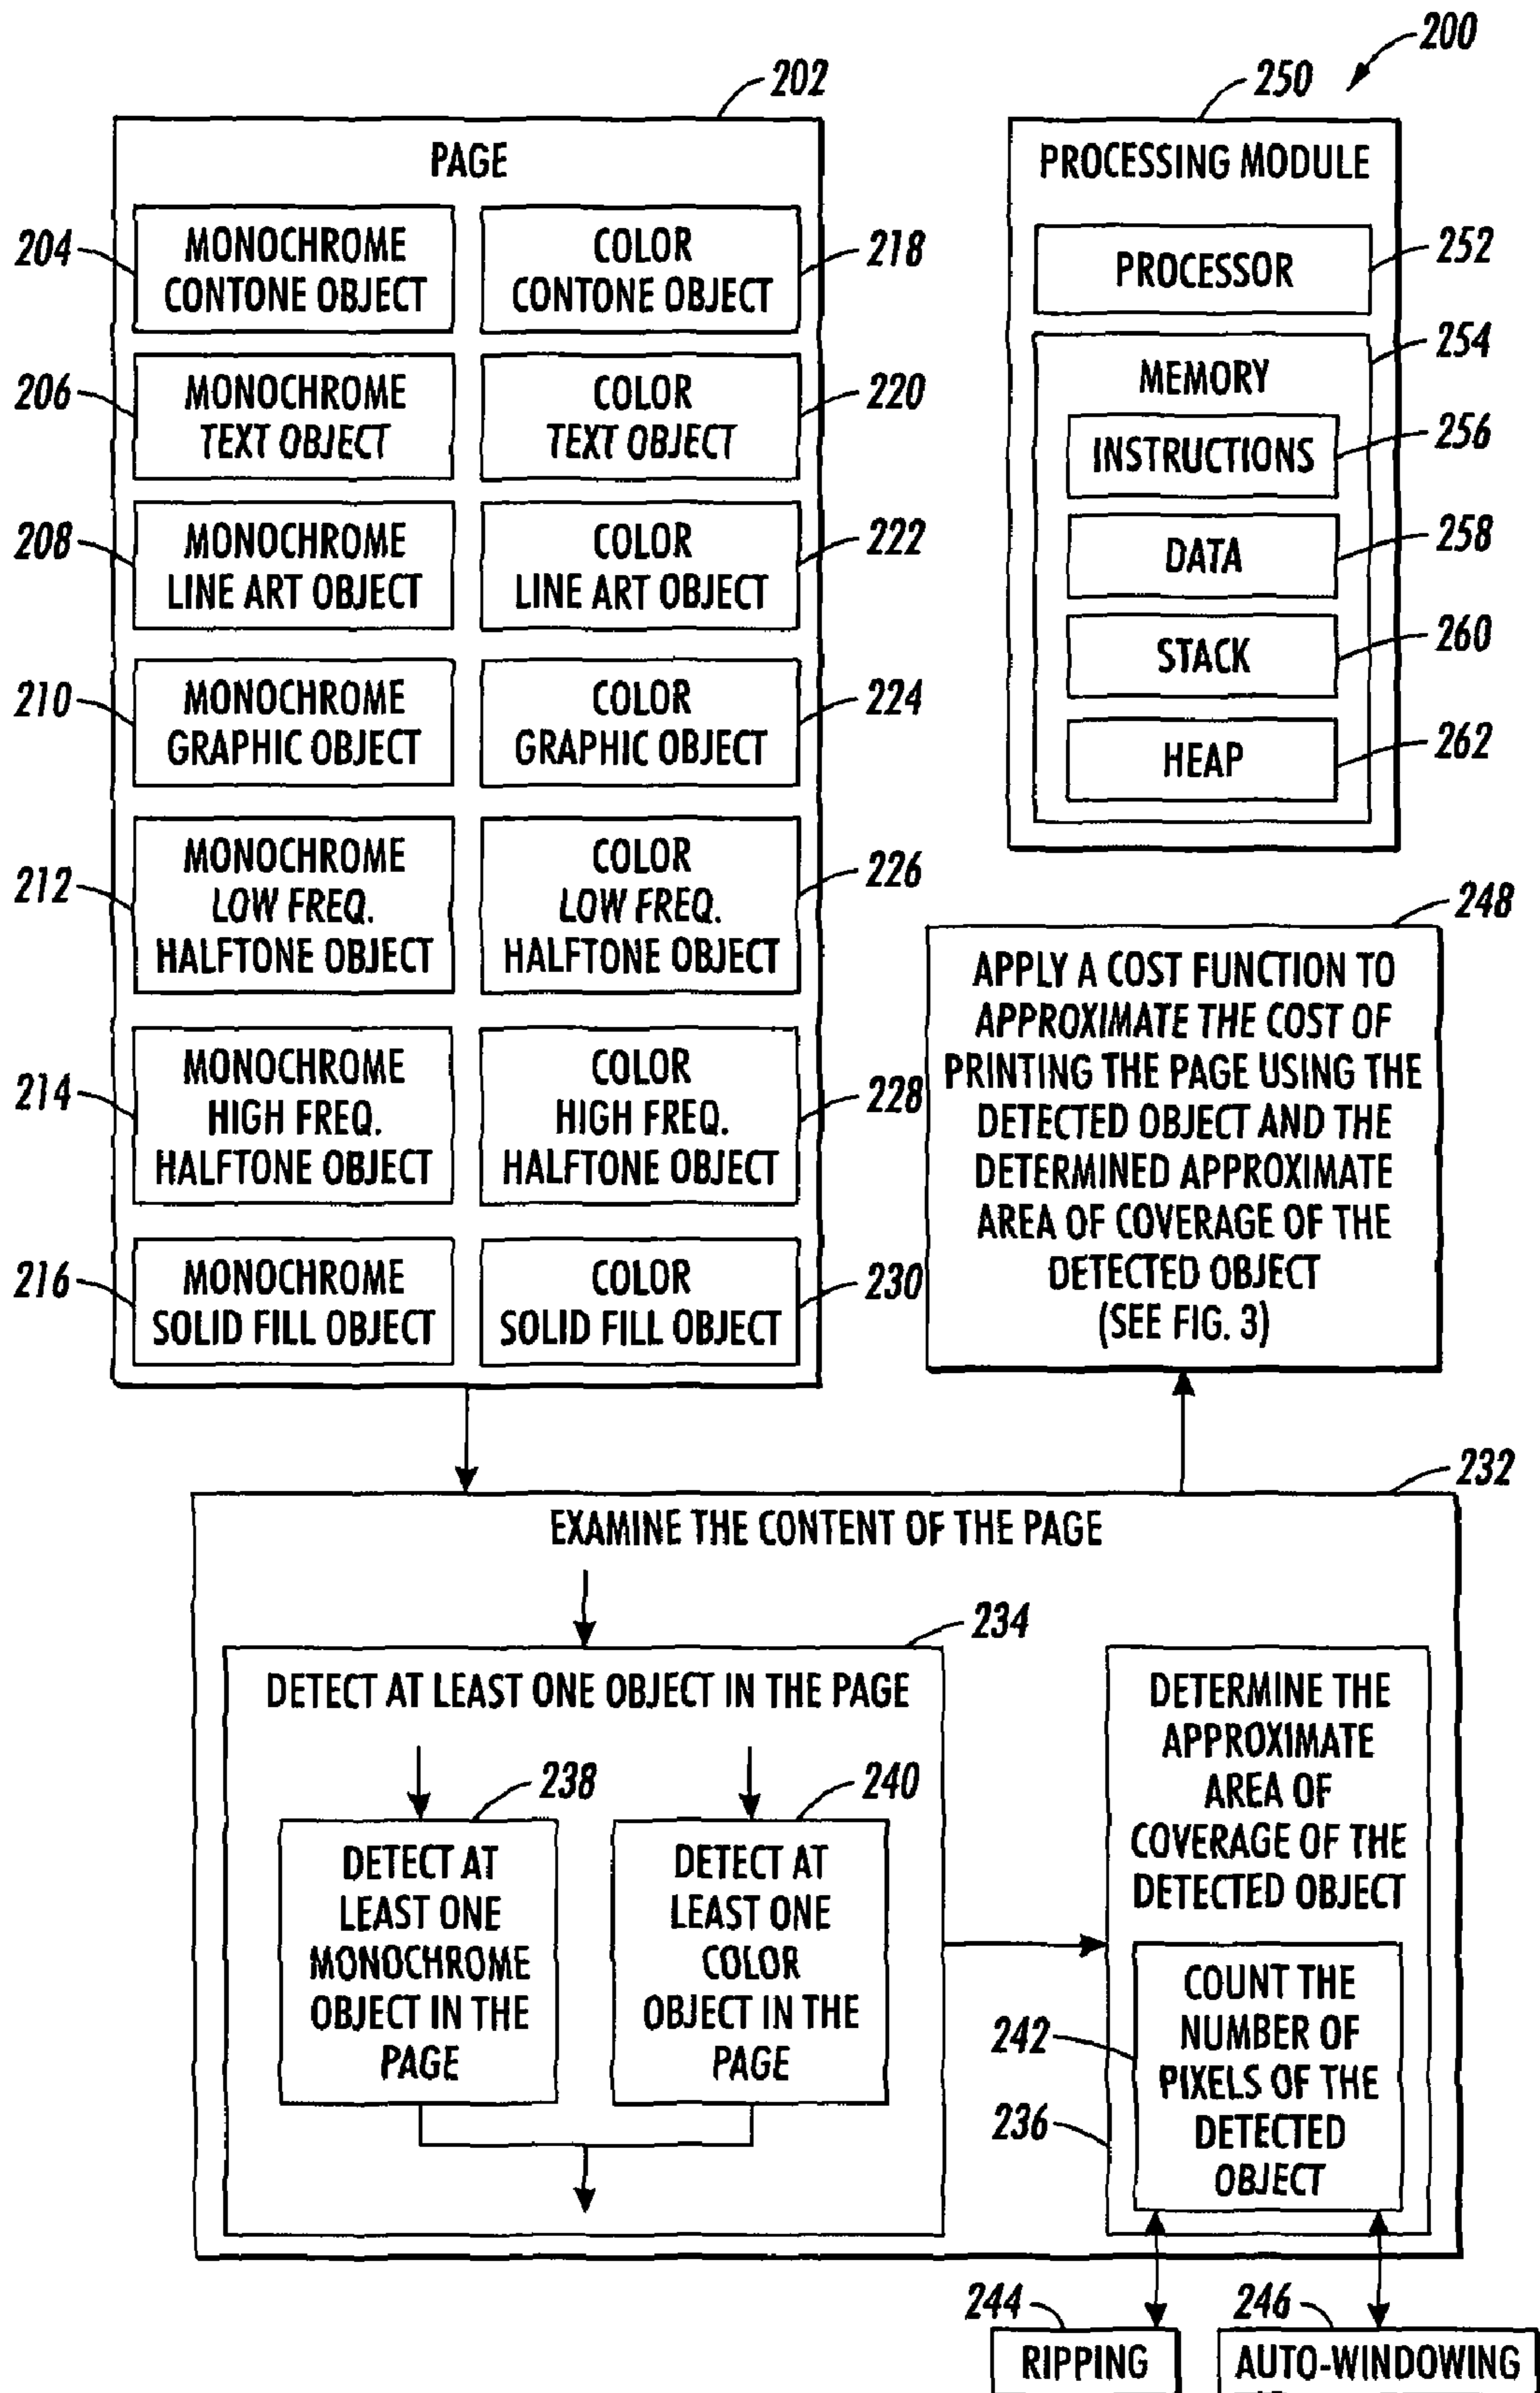 200
202
PAGE
204
MONOCHROME
CONTONE OBJECT
COLOR
CONTONE OBJECT
218
206
MONOCHROME
TEXT OBJECT
COLOR
TEXT OBJECT
220
208
MONOCHROME
LINE ART OBJECT
COLOR
LINE ART OBJECT
222
210
MONOCHROME
GRAPHIC OBJECT
COLOR
GRAPHIC OBJECT
224
212
MONOCHROME
LOW FREQ.
HALFTONE OBJECT
COLOR
LOW FREQ.
HALFTONE OBJECT
226
214
MONOCHROME
HIGH FREQ.
HALFTONE OBJECT
COLOR
HIGH FREQ.
HALFTONE OBJECT
228
216
MONOCHROME
SOLID FILL OBJECT
COLOR
SOLID FILL OBJECT
230
250
PROCESSING MODULE
PROCESSOR
252
254
MEMORY
INSTRUCTIONS
256
DATA
258
STACK
260
HEAP
262
248
APPLY A COST FUNCTION TO
APPROXIMATE THE COST OF
PRINTING THE PAGE USING THE
DETECTED OBJECT AND THE
DETERMINED APPROXIMATE
AREA OF COVERAGE OF THE
DETECTED OBJECT
(SEE FIG. 3)
232
EXAMINE THE CONTENT OF THE PAGE
234
DETECT AT LEAST ONE OBJECT IN THE PAGE
238
DETECT AT
LEAST ONE
MONOCHROME
OBJECT IN THE
PAGE
240
DETECT AT
LEAST ONE
COLOR
OBJECT IN THE
PAGE
DETERMINE THE
APPROXIMATE
AREA OF
COVERAGE OF THE
DETECTED OBJECT
242
236
COUNT THE
NUMBER OF
PIXELS OF THE
DETECTED
OBJECT
244
RIPPING
246
AUTO-WINDOWING